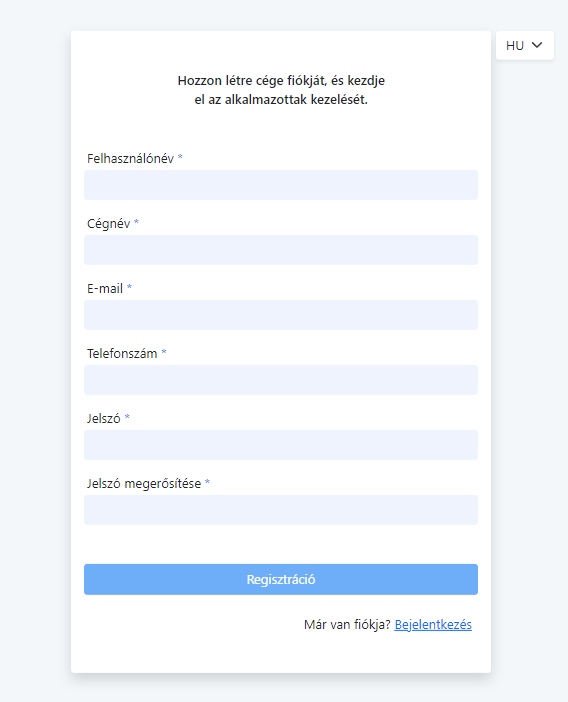 HU
Hozzon létre cége fiókját, és kezdje
el az alkalmazottak kezelését.
Felhasználónév *
Cégnév *
E-mail *
Telefonszám *
Jelszó *
Jelszó megerősítése *
Regisztráció
Már van fiókja? Bejelentkezés